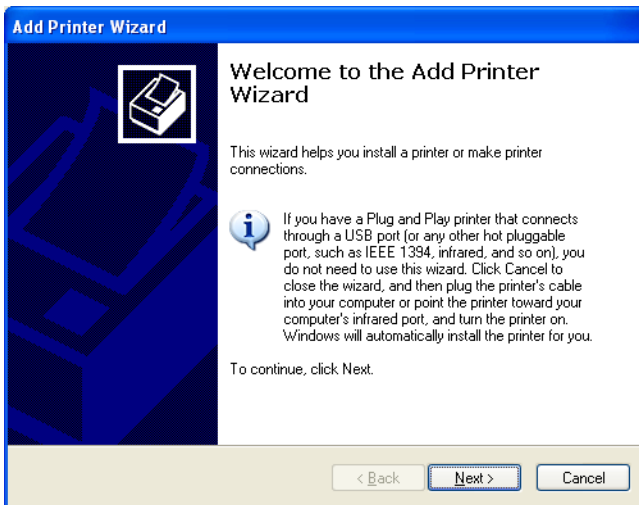 Add Printer Wizard
Welcome to the Add Printer
Wizard
This wizard helps you install a printer or make printer
connections.
If you have a Plug and Play printer that connects
through a USB port (or any other hot pluggable
port, such as IEEE 1394, infrared, and so on), you
do not need to use this wizard. Click Cancel to
close the wizard, and then plug the printer's cable
into your computer or point the printer toward your
computer's infrared port, and turn the printer on.
Windows will automatically install the printer for you.
To continue, click Next.
< Back Next > Cancel